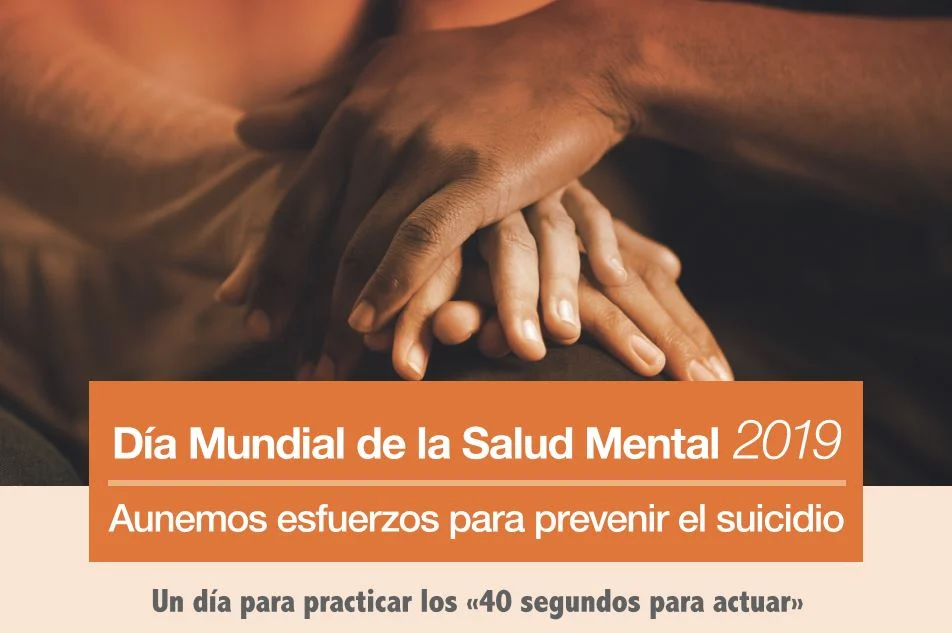 Día Mundial de la Salud Mental 2019
Aunemos esfuerzos para prevenir el suicidio
Un día para practicar los «40 segundos para actuar»